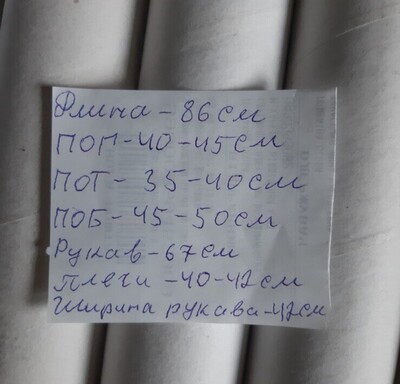 Длина - 86 см
ПОГ - 40 - 45 см
ПОТ - 35 - 40 см
ПОБ - 45 - 50 см
Рукав - 67 см
Плечи - 40 - 42 см
Ширина рукава - 42 см